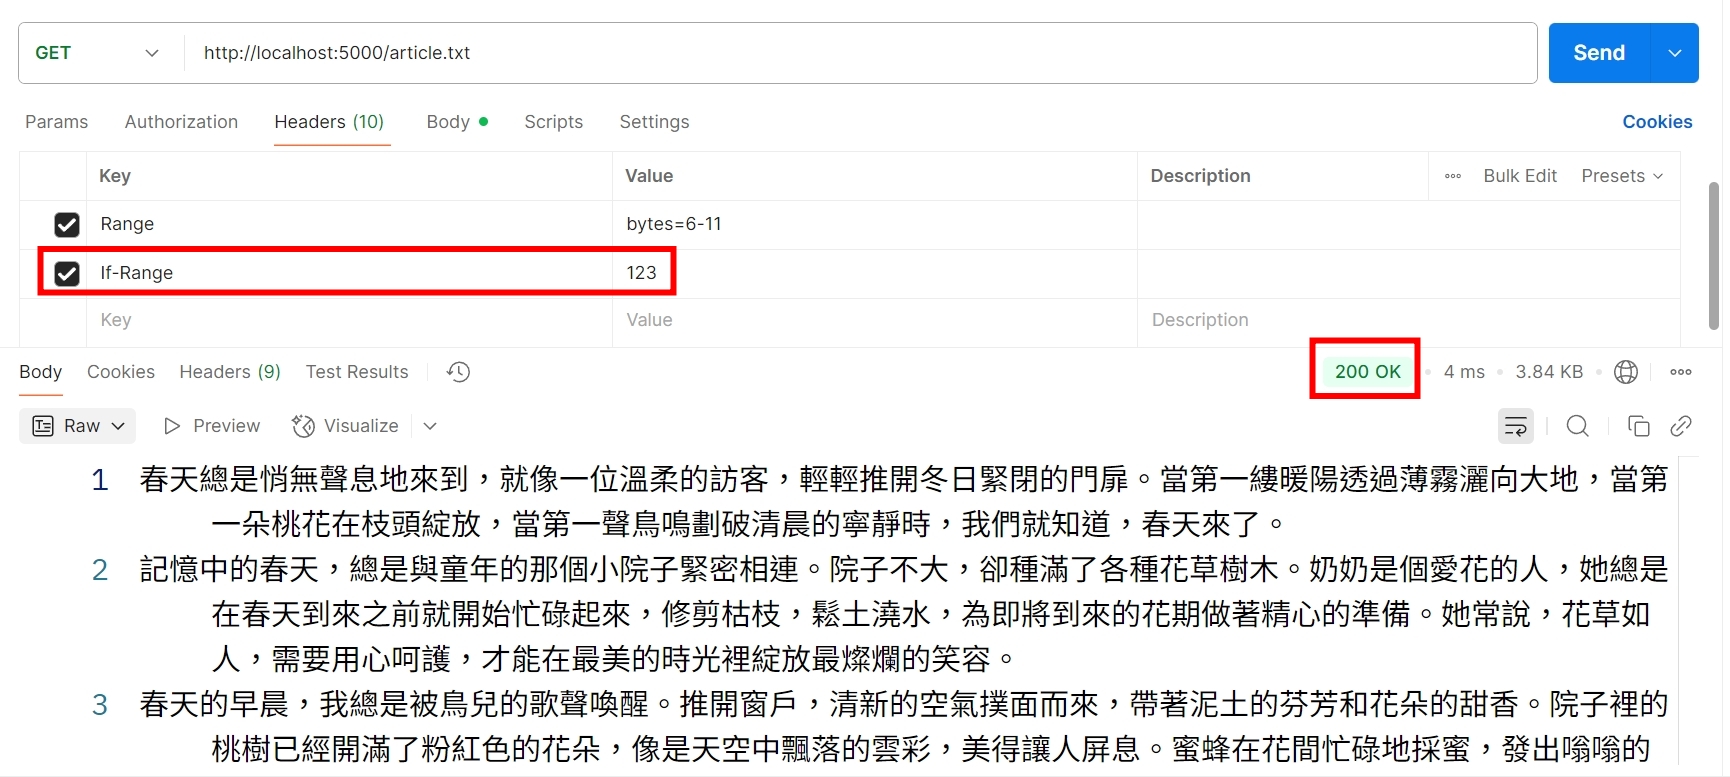 GET http://localhost:5000/article.txt Send
Params Authorization Headers (10) Body Scripts Settings Cookies
Key Value Description Bulk Edit Presets
Range bytes=6-11
If-Range 123
Key Value Description
Body Cookies Headers (9) Test Results 200 OK 4 ms 3.84 KB
Raw Preview Visualize
1 春天總是悄無聲息地來到，就像一位溫柔的訪客，輕輕推開冬日緊閉的門扉。當第一縷暖陽透過薄霧灑向大地，當第
一朵桃花在枝頭綻放，當第一聲鳥鳴劃破清晨的寧靜時，我們就知道，春天來了。
2 記憶中的春天，總是與童年的那個小院子緊密相連。院子不大，卻種滿了各種花草樹木。奶奶是個愛花的人，她總是
在春天到來之前就開始忙碌起來，修剪枯枝，鬆土澆水，為即將到來的花期做著精心的準備。她常說，花草如
人，需要用心呵護，才能在最美的時光裡綻放最燦爛的笑容。
3 春天的早晨，我總是被鳥兒的歌聲喚醒。推開窗戶，清新的空氣撲面而來，帶著泥土的芬芳和花朵的甜香。院子裡的
桃樹已經開滿了粉紅色的花朵，像是天空中飄落的雲彩，美得讓人屏息。蜜蜂在花間忙碌地採蜜，發出嗡嗡的